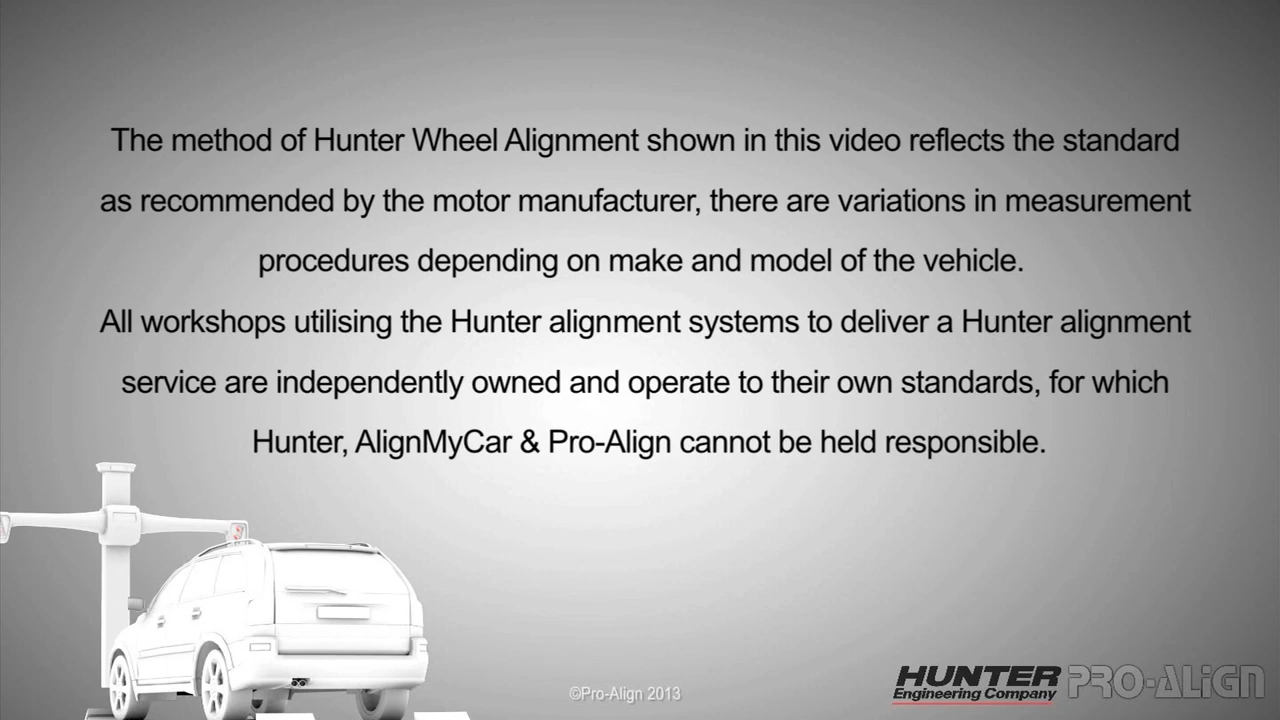 The method of Hunter Wheel Alignment shown in this video reflects the standard
as recommended by the motor manufacturer, there are variations in measurement
procedures depending on make and model of the vehicle.
All workshops utilising the Hunter alignment systems to deliver a Hunter alignment
service are independently owned and operate to their own standards, for which
Hunter, AlignMyCar & Pro-Align cannot be held responsible.
©Pro-Align 2013
HUNTER
Engineering Company
PRO-ALiGN